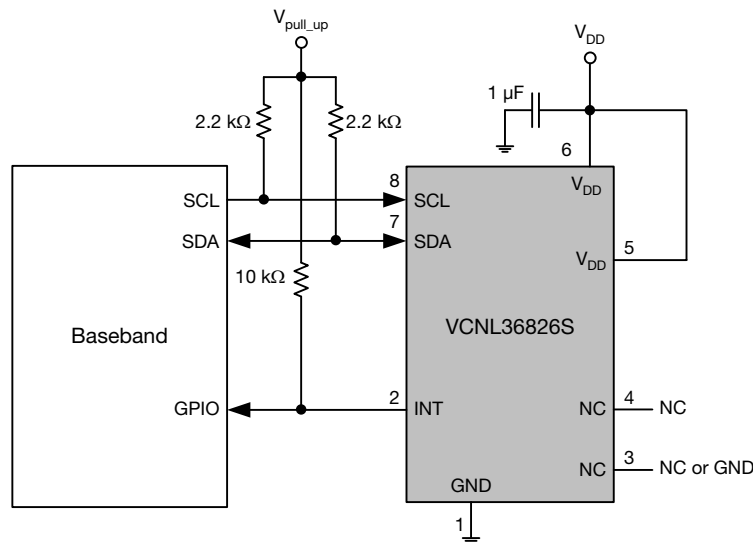 V_pull_up
V_DD
1 µF
2.2 kΩ
2.2 kΩ
6
8
V_DD
SCL
SCL
7
SDA
SDA
5
V_DD
10 kΩ
Baseband
VCNL36826S
GPIO
2
INT
NC
4
NC
NC
3
NC or GND
GND
1